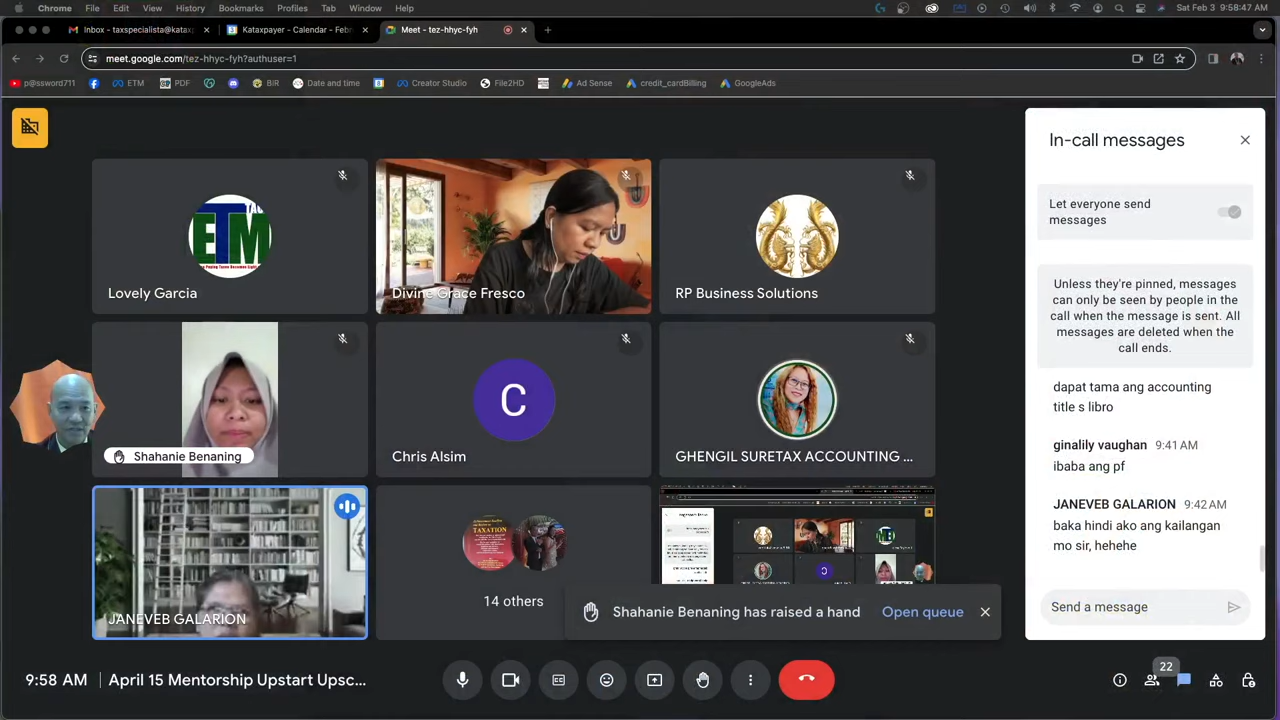 Chrome File Edit View History Bookmarks Profiles Tab Window Help
Sat Feb 3 9:58:47 AM
Inbox - taxspecialista@katax
Kataxpayer - Calendar - Febr
Meet - tez-hhyc-fyh
meet.google.com/tez-hhyc-fyh?authuser=1
p@ssword711 ETM PDF BIR Date and time Creator Studio File2HD Ad Sense credit_cardBilling GoogleAds
In-call messages
Let everyone send
messages
Unless they're pinned, messages
can only be seen by people in the
call when the message is sent. All
messages are deleted when the
call ends.
dapat tama ang accounting
title s libro
ginalily vaughan 9:41 AM
ibaba ang pf
JANEVEB GALARION 9:42 AM
baka hindi ako ang kailangan
mo sir, hehehe
Send a message
ETM
Lovely Garcia
Divine Grace Fresco
RP Business Solutions
Shahanie Benaning
C
Chris Alsim
GHENGIL SURETAX ACCOUNTING ...
JANEVEB GALARION
TAXATION
14 others
Shahanie Benaning has raised a hand
Open queue
9:58 AM | April 15 Mentorship Upstart Upsc...
22